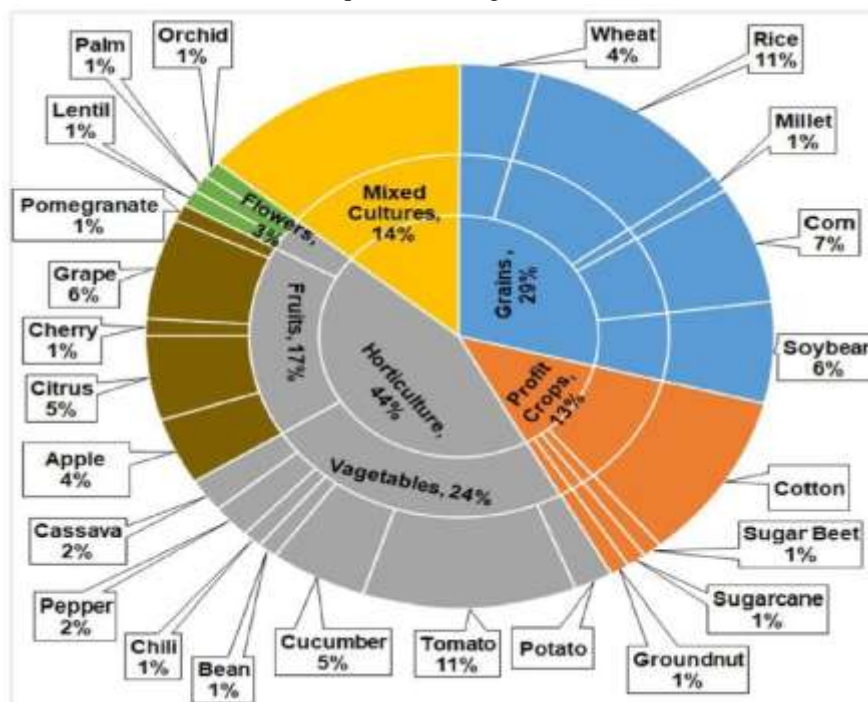 Orchid
1%
Palm
1%
Lentil
1%
Pomegranate
1%
Grape
6%
Cherry
1%
Citrus
5%
Apple
4%
Cassava
2%
Pepper
2%
Chili
1%
Bean
1%
Cucumber
5%
Tomato
11%
Potato
Groundnut
1%
Sugarcane
1%
Sugar Beet
1%
Cotton
Soybean
6%
Corn
7%
Millet
1%
Rice
11%
Wheat
4%
Mixed
Cultures,
14%
Flowers,
3%
Fruits, 17%
Horticulture,
44%
Vagetables, 24%
Grains,
29%
Profit
Crops,
13%